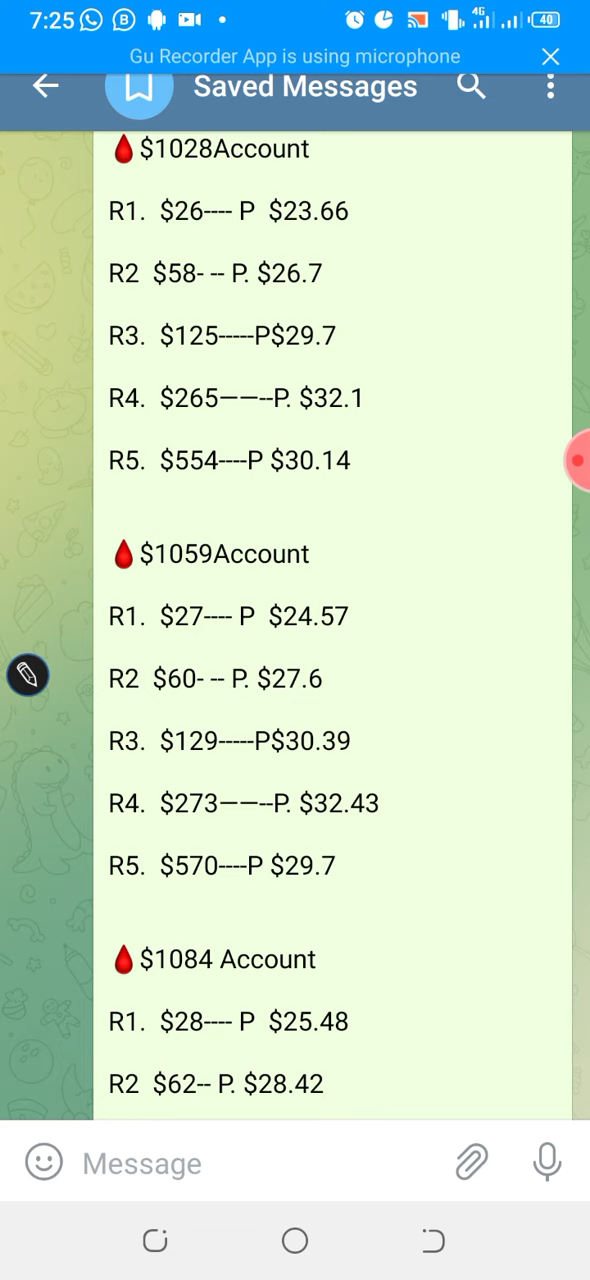 7:25
4G
40
Gu Recorder App is using microphone
Saved Messages
🩸$1028Account
R1.  $26---- P  $23.66
R2  $58- -- P. $26.7
R3.  $125-----P$29.7
R4.  $265——--P. $32.1
R5.  $554----P $30.14
🩸$1059Account
R1.  $27---- P  $24.57
R2  $60- -- P. $27.6
R3.  $129-----P$30.39
R4.  $273——--P. $32.43
R5.  $570----P $29.7
🩸$1084 Account
R1.  $28---- P  $25.48
R2  $62-- P. $28.42
Message